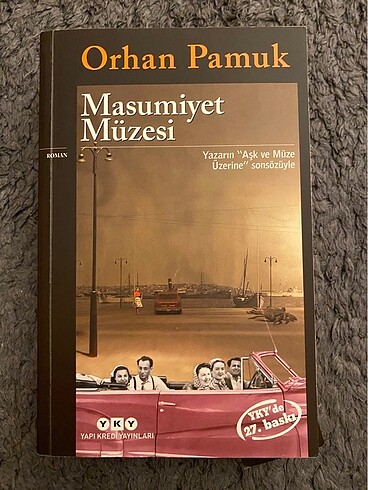 Orhan Pamuk
Masumiyet
Müzesi
ROMAN
Yazarın "Aşk ve Müze
Üzerine" sonsözüyle
YKY'de
27. baskı
YKY
YAPI KREDİ YAYINLARI